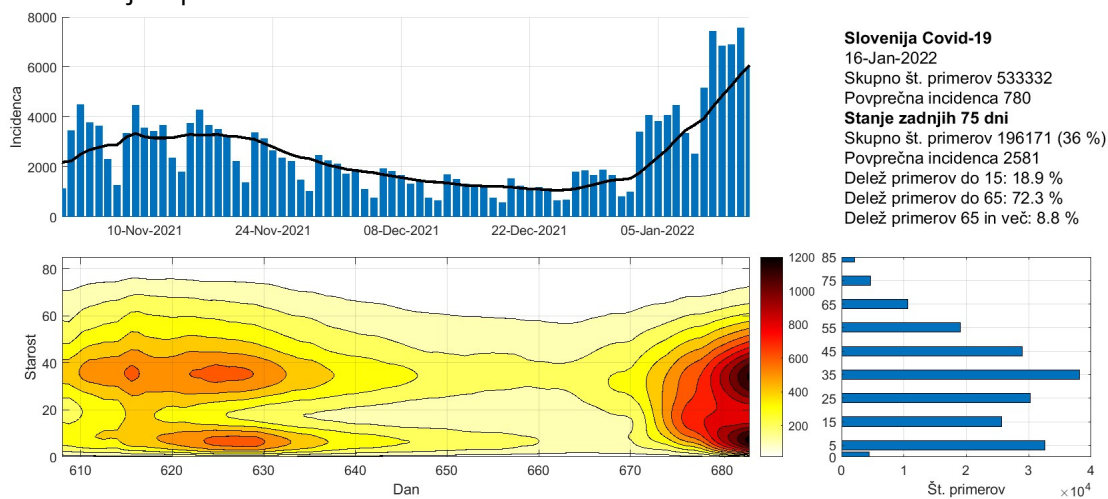 8000
6000
4000
2000
0
Incidenca
10-Nov-2021
24-Nov-2021
08-Dec-2021
22-Dec-2021
05-Jan-2022
Slovenija Covid-19
16-Jan-2022
Skupno št. primerov 533332
Povprečna incidenca 780
Stanje zadnjih 75 dni
Skupno št. primerov 196171 (36 %)
Povprečna incidenca 2581
Delež primerov do 15: 18.9 %
Delež primerov do 65: 72.3 %
Delež primerov 65 in več: 8.8 %
80
60
40
20
0
Starost
610
620
630
640
650
660
670
680
Dan
1200
1000
800
600
400
200
85
75
65
55
45
35
25
15
5
0
0
1
2
3
4
×10⁴
Št. primerov